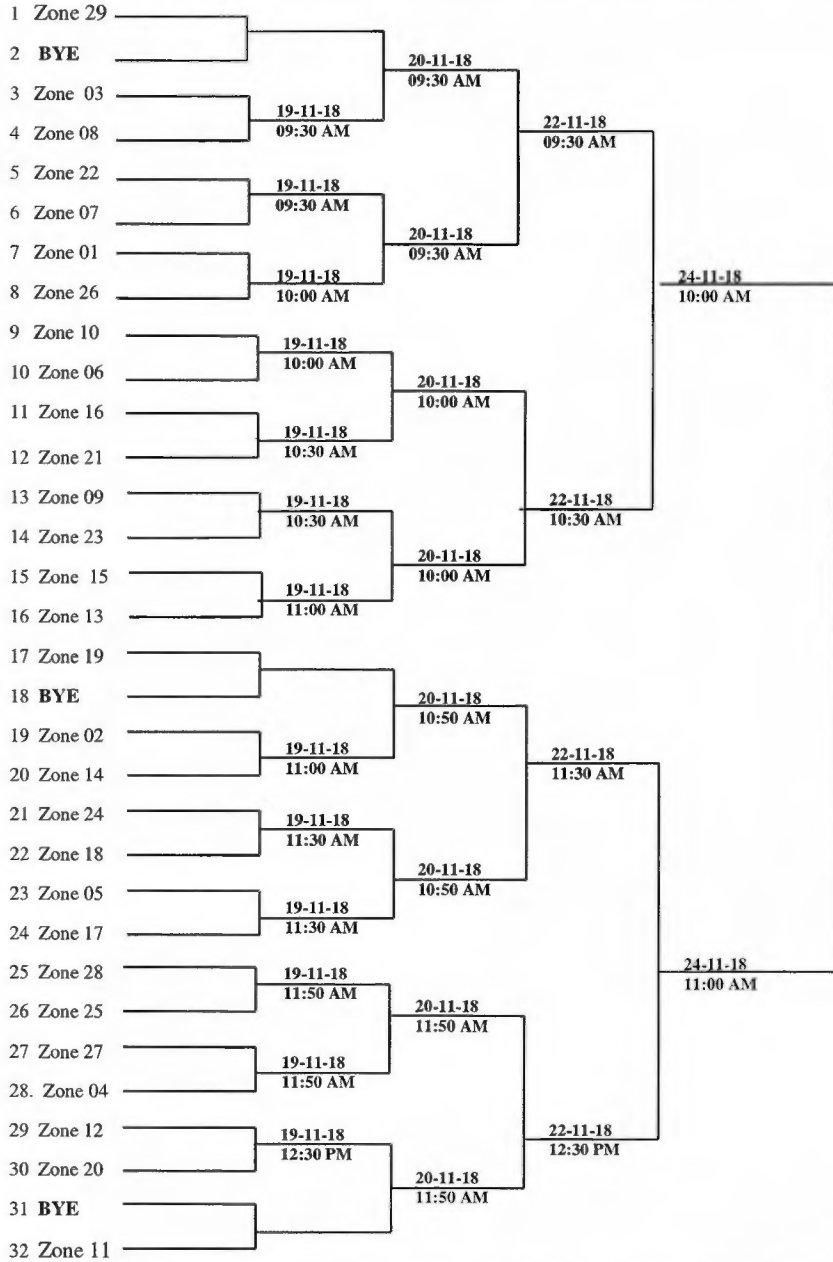 1 Zone 29
2 BYE
3 Zone 03
4 Zone 08
5 Zone 22
6 Zone 07
7 Zone 01
8 Zone 26
9 Zone 10
10 Zone 06
11 Zone 16
12 Zone 21
13 Zone 09
14 Zone 23
15 Zone 15
16 Zone 13
17 Zone 19
18 BYE
19 Zone 02
20 Zone 14
21 Zone 24
22 Zone 18
23 Zone 05
24 Zone 17
25 Zone 28
26 Zone 25
27 Zone 27
28. Zone 04
29 Zone 12
30 Zone 20
31 BYE
32 Zone 11
19-11-18
09:30 AM
19-11-18
09:30 AM
19-11-18
10:00 AM
19-11-18
10:00 AM
19-11-18
10:30 AM
19-11-18
10:30 AM
19-11-18
11:00 AM
19-11-18
11:00 AM
19-11-18
11:30 AM
19-11-18
11:30 AM
19-11-18
11:50 AM
19-11-18
11:50 AM
19-11-18
12:30 PM
20-11-18
09:30 AM
20-11-18
09:30 AM
20-11-18
10:00 AM
20-11-18
10:00 AM
20-11-18
10:50 AM
20-11-18
10:50 AM
20-11-18
11:50 AM
20-11-18
11:50 AM
22-11-18
09:30 AM
22-11-18
10:30 AM
22-11-18
11:30 AM
22-11-18
12:30 PM
24-11-18
10:00 AM
24-11-18
11:00 AM